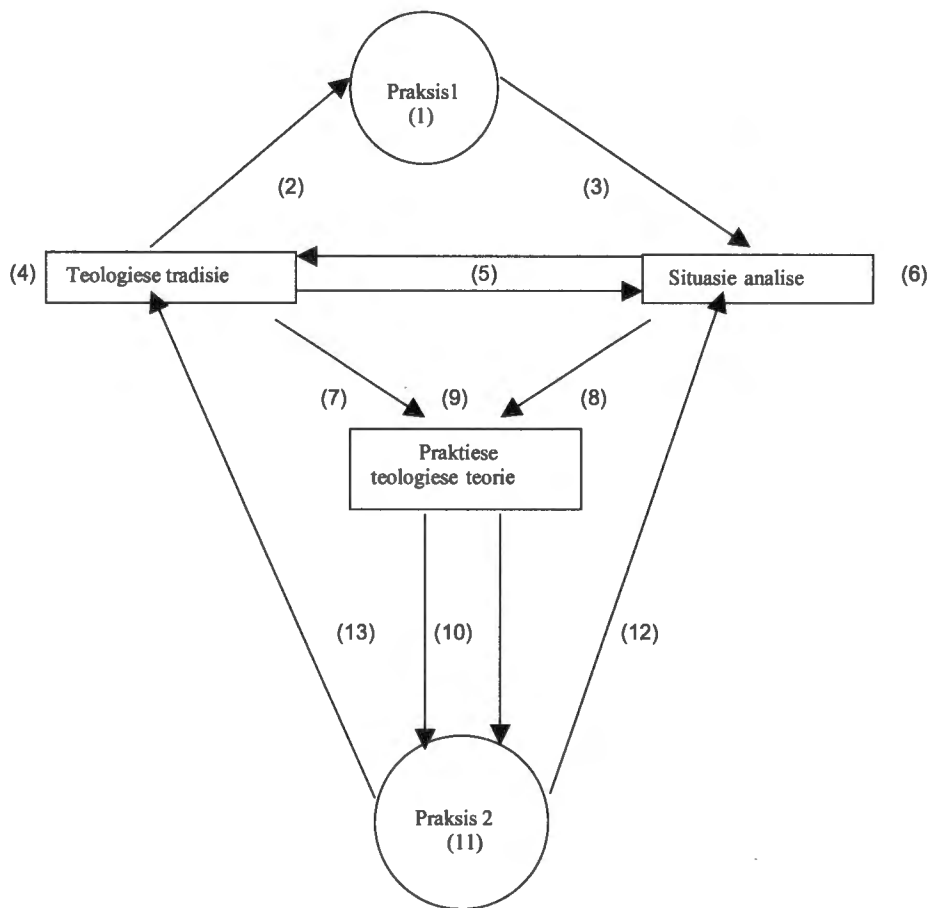 Praksis1
(1)
(2)
(3)
(4)
Teologiese tradisie
(5)
Situasie analise
(6)
(7)
(9)
(8)
Praktiese
teologiese teorie
(13)
(10)
(12)
Praksis 2
(11)